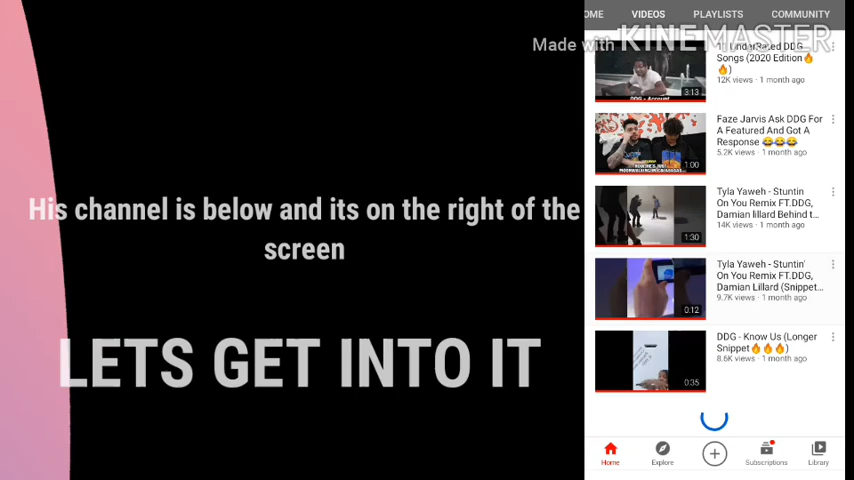 OME VIDEOS PLAYLISTS COMMUNITY
Made with KINEMASTER
UnderRated DDG
Songs (2020 Edition🔥
🔥)
12K views · 1 month ago
3:13
DDG - Account
Faze Jarvis Ask DDG For
A Featured And Got A
Response 😂😂😂
5.2K views · 1 month ago
1:00
Tyla Yaweh - Stuntin
On You Remix FT.DDG,
Damian lillard Behind t...
14K views · 1 month ago
1:30
Tyla Yaweh - Stuntin'
On You Remix FT.DDG,
Damian Lillard (Snippet...
9.7K views · 1 month ago
0:12
DDG - Know Us (Longer
Snippet🔥🔥🔥)
8.6K views · 1 month ago
0:35
Home Explore Subscriptions Library
His channel is below and its on the right of the
screen
LETS GET INTO IT